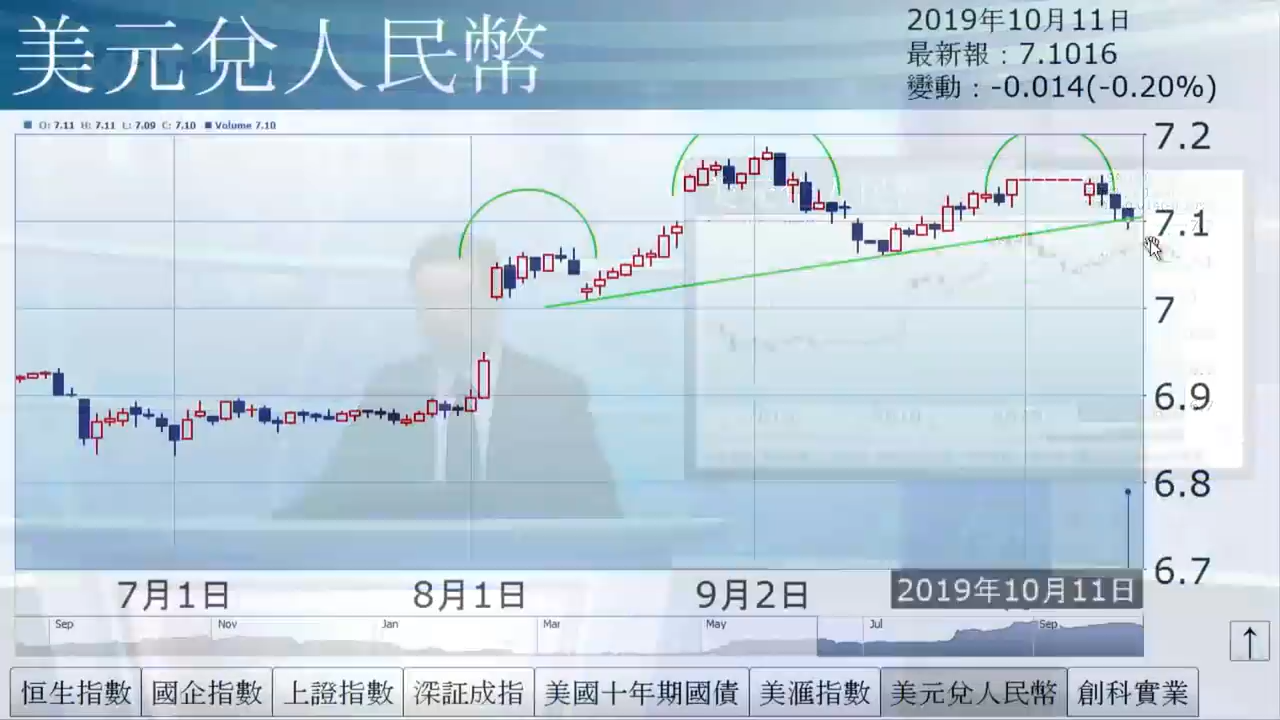 美元兌人民幣
2019年10月11日
最新報：7.1016
變動：-0.014(-0.20%)
O: 7.11 H: 7.11 L: 7.09 C: 7.10 Volume 7.10
7.2
7.1
7
6.9
6.8
6.7
7月1日
8月1日
9月2日
2019年10月11日
Sep
Nov
Jan
Mar
May
Jul
Sep
恒生指數
國企指數
上證指數
深証成指
美國十年期國債
美滙指數
美元兌人民幣
創科實業